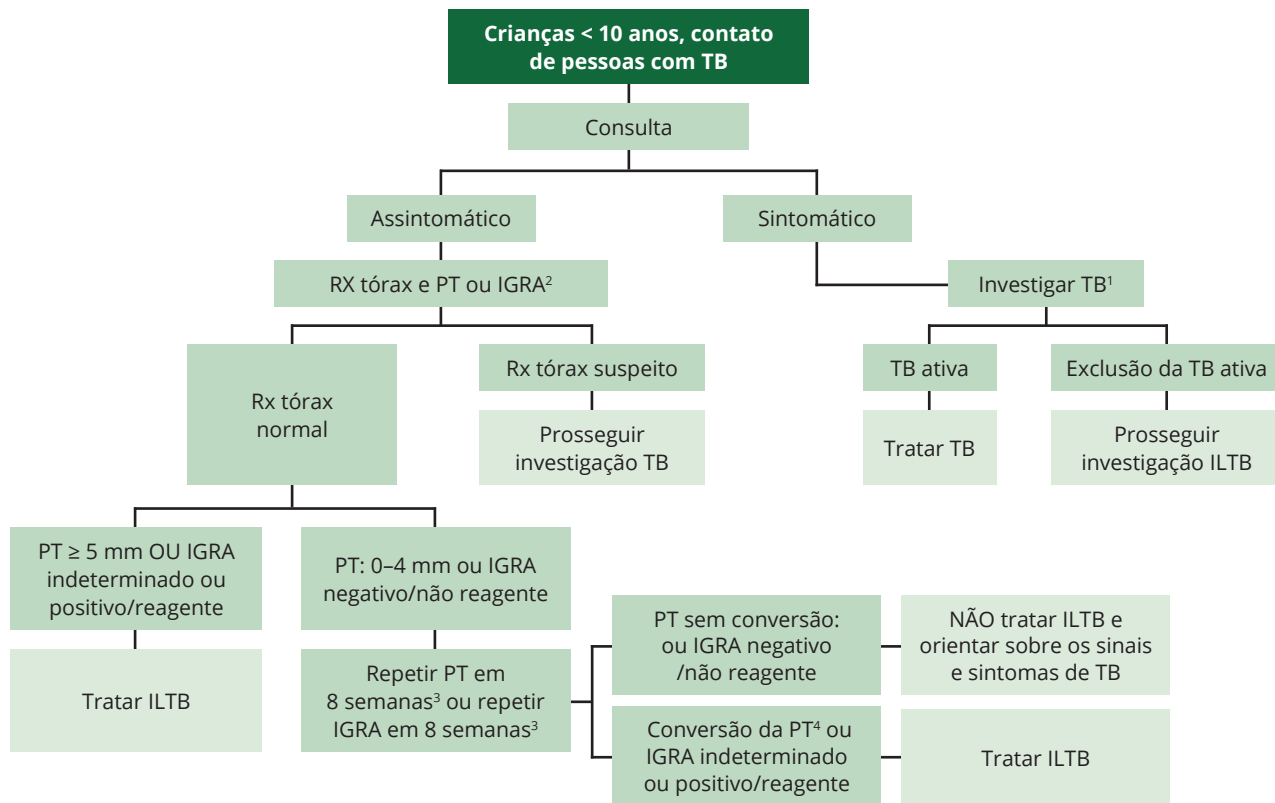 Crianças < 10 anos, contato
de pessoas com TB
Consulta
Assintomático
Sintomático
RX tórax e PT ou IGRA²
Investigar TB¹
Rx tórax
normal
Rx tórax suspeito
TB ativa
Exclusão da TB ativa
Prosseguir
investigação TB
Tratar TB
Prosseguir
investigação ILTB
PT ≥ 5 mm OU IGRA
indeterminado ou
positivo/reagente
PT: 0–4 mm ou IGRA
negativo/não reagente
Tratar ILTB
Repetir PT em
8 semanas³ ou repetir
IGRA em 8 semanas³
PT sem conversão:
ou IGRA negativo
/não reagente
NÃO tratar ILTB e
orientar sobre os sinais
e sintomas de TB
Conversão da PT⁴ ou
IGRA indeterminado
ou positivo/reagente
Tratar ILTB